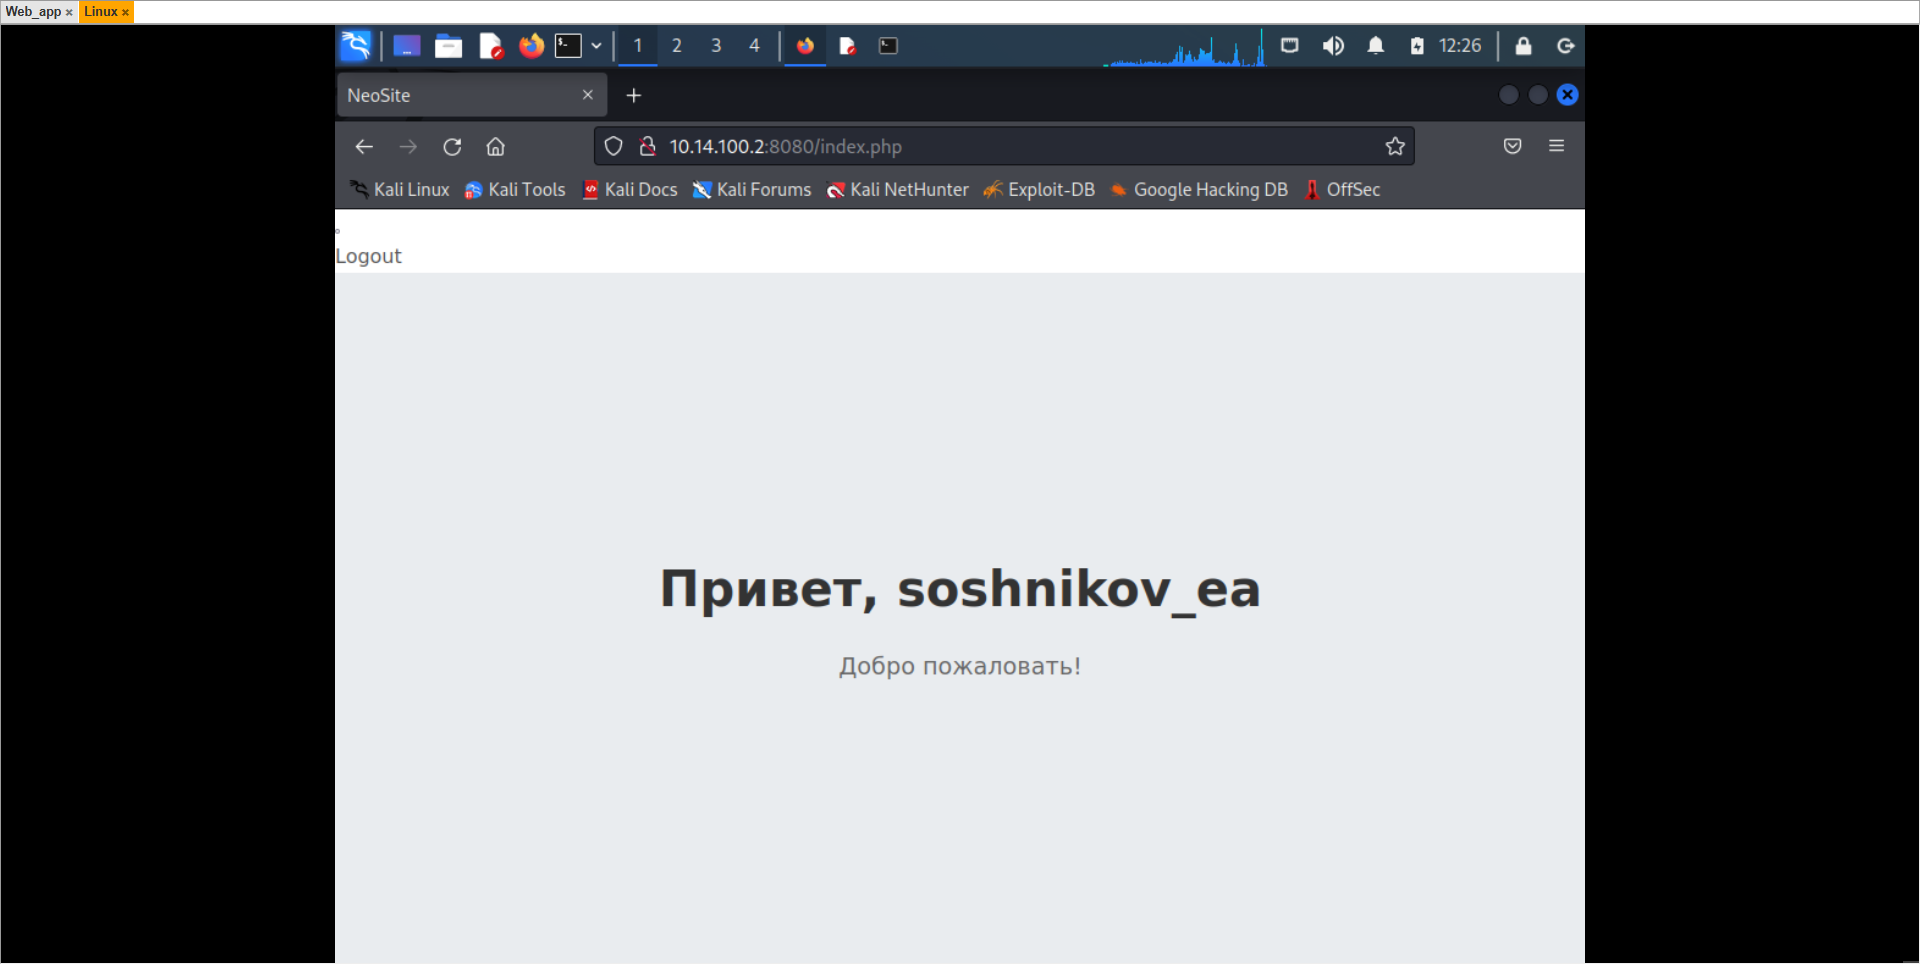 Web_app × Linux ×
1 2 3 4 12:26
NeoSite
10.14.100.2:8080/index.php
Kali Linux Kali Tools Kali Docs Kali Forums Kali NetHunter Exploit-DB Google Hacking DB OffSec
Logout
Привет, soshnikov_ea
Добро пожаловать!